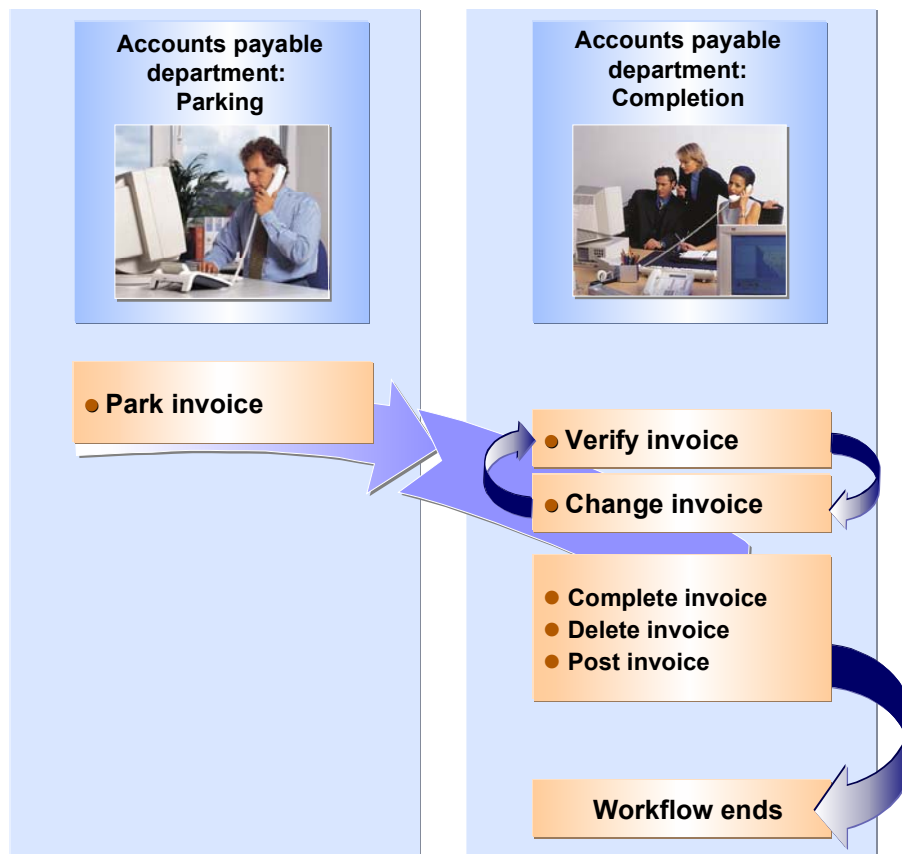 Accounts payable
department:
Parking
Accounts payable
department:
Completion
● Park invoice
● Verify invoice
● Change invoice
● Complete invoice
● Delete invoice
● Post invoice
Workflow ends